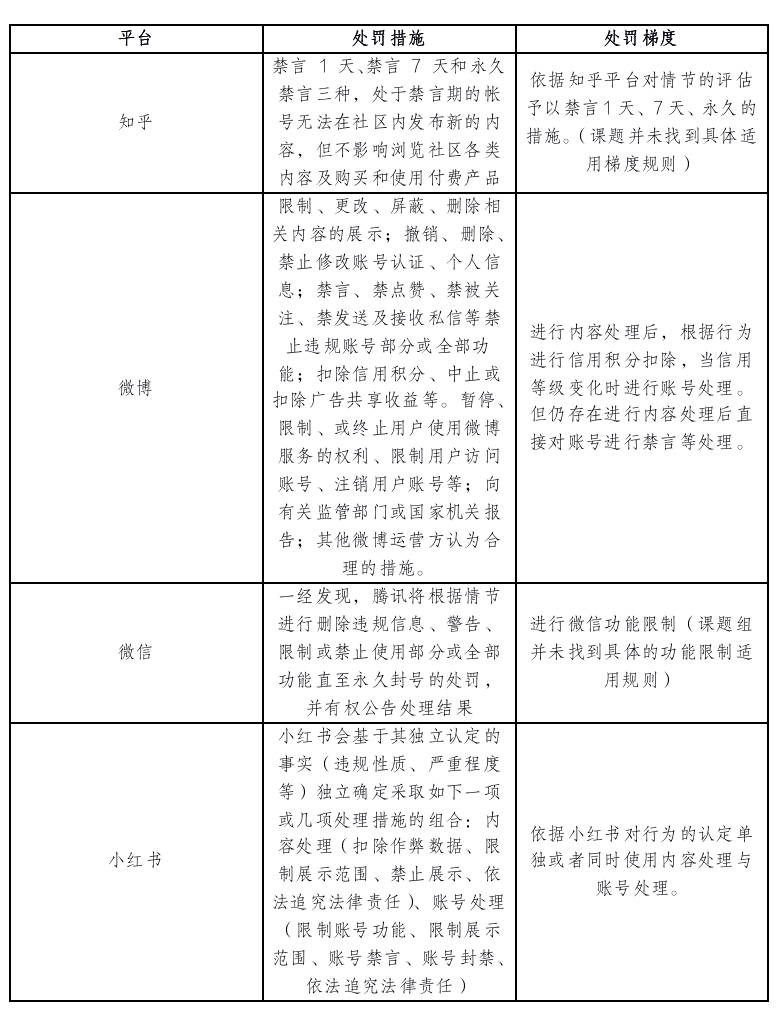 平台
处罚措施
处罚梯度
知乎
禁言 1 天、禁言 7 天和永久
禁言三种，处于禁言期的帐
号无法在社区内发布新的内
容，但不影响浏览社区各类
内容及购买和使用付费产品
依据知乎平台对情节的评估
予以禁言1天、7天、永久的
措施。（课题并未找到具体适
用梯度规则）
微博
限制、更改、屏蔽、删除相
关内容的展示；撤销、删除、
禁止修改账号认证、个人信
息；禁言、禁点赞、禁被关
注、禁发送及接收私信等禁
止违规账号部分或全部功
能；扣除信用积分、中止或
扣除广告共享收益等。暂停、
限制、或终止用户使用微博
服务的权利、限制用户访问
账号、注销用户账号等；向
有关监管部门或国家机关报
告；其他微博运营方认为合
理的措施。
进行内容处理后，根据行为
进行信用积分扣除，当信用
等级变化时进行账号处理。
但仍存在进行内容处理后直
接对账号进行禁言等处理。
微信
一经发现，腾讯将根据情节
进行删除违规信息、警告、
限制或禁止使用部分或全部
功能直至永久封号的处罚，
并有权公告处理结果
进行微信功能限制（课题组
并未找到具体的功能限制适
用规则）
小红书
小红书会基于其独立认定的
事实（违规性质、严重程度
等）独立确定采取如下一项
或几项处理措施的组合：内
容处理（扣除作弊数据、限
制展示范围、禁止展示、依
法追究法律责任）、账号处理
（限制账号功能、限制展示
范围、账号禁言、账号封禁、
依法追究法律责任）
依据小红书对行为的认定单
独或者同时使用内容处理与
账号处理。